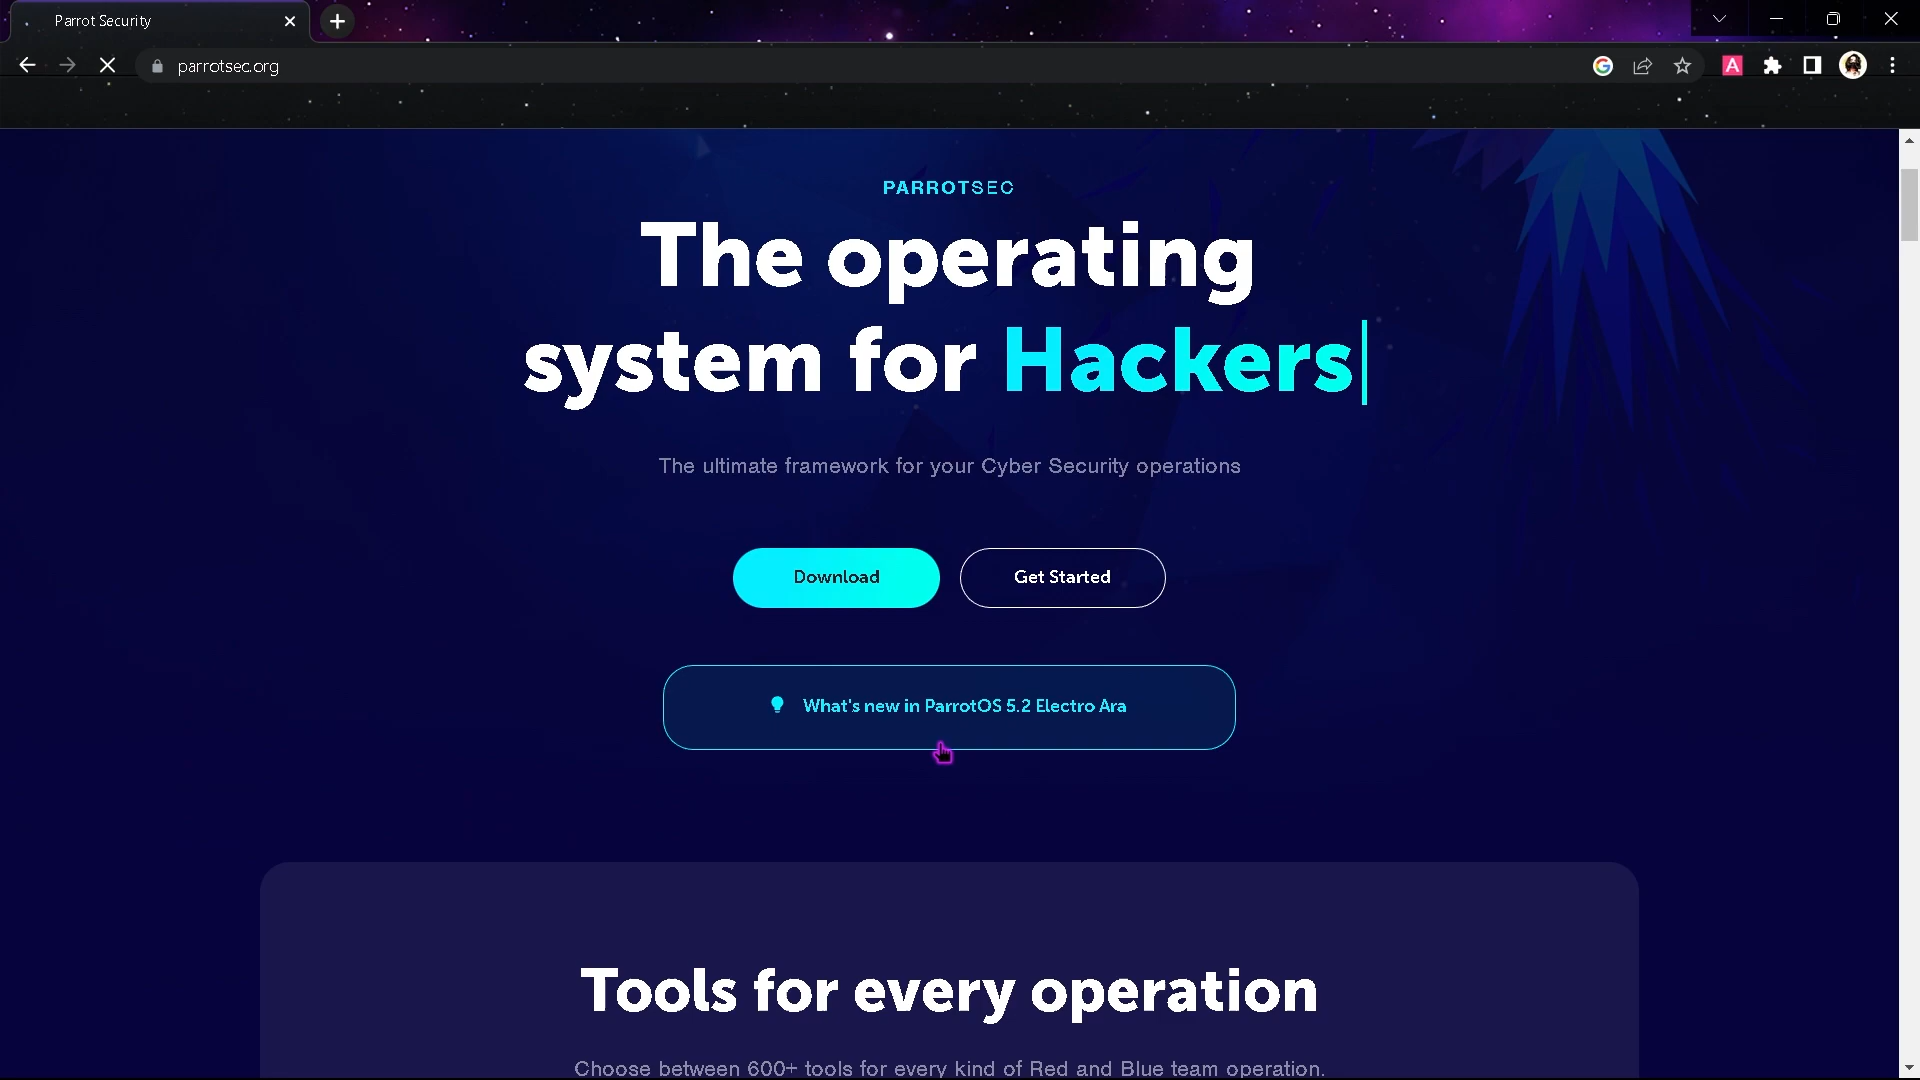 Parrot Security
parrotsec.org
A
PARROTSEC
The operating
system for Hackers
The ultimate framework for your Cyber Security operations
Download
Get Started
What's new in ParrotOS 5.2 Electro Ara
Tools for every operation
Choose between 600+ tools for every kind of Red and Blue team operation.